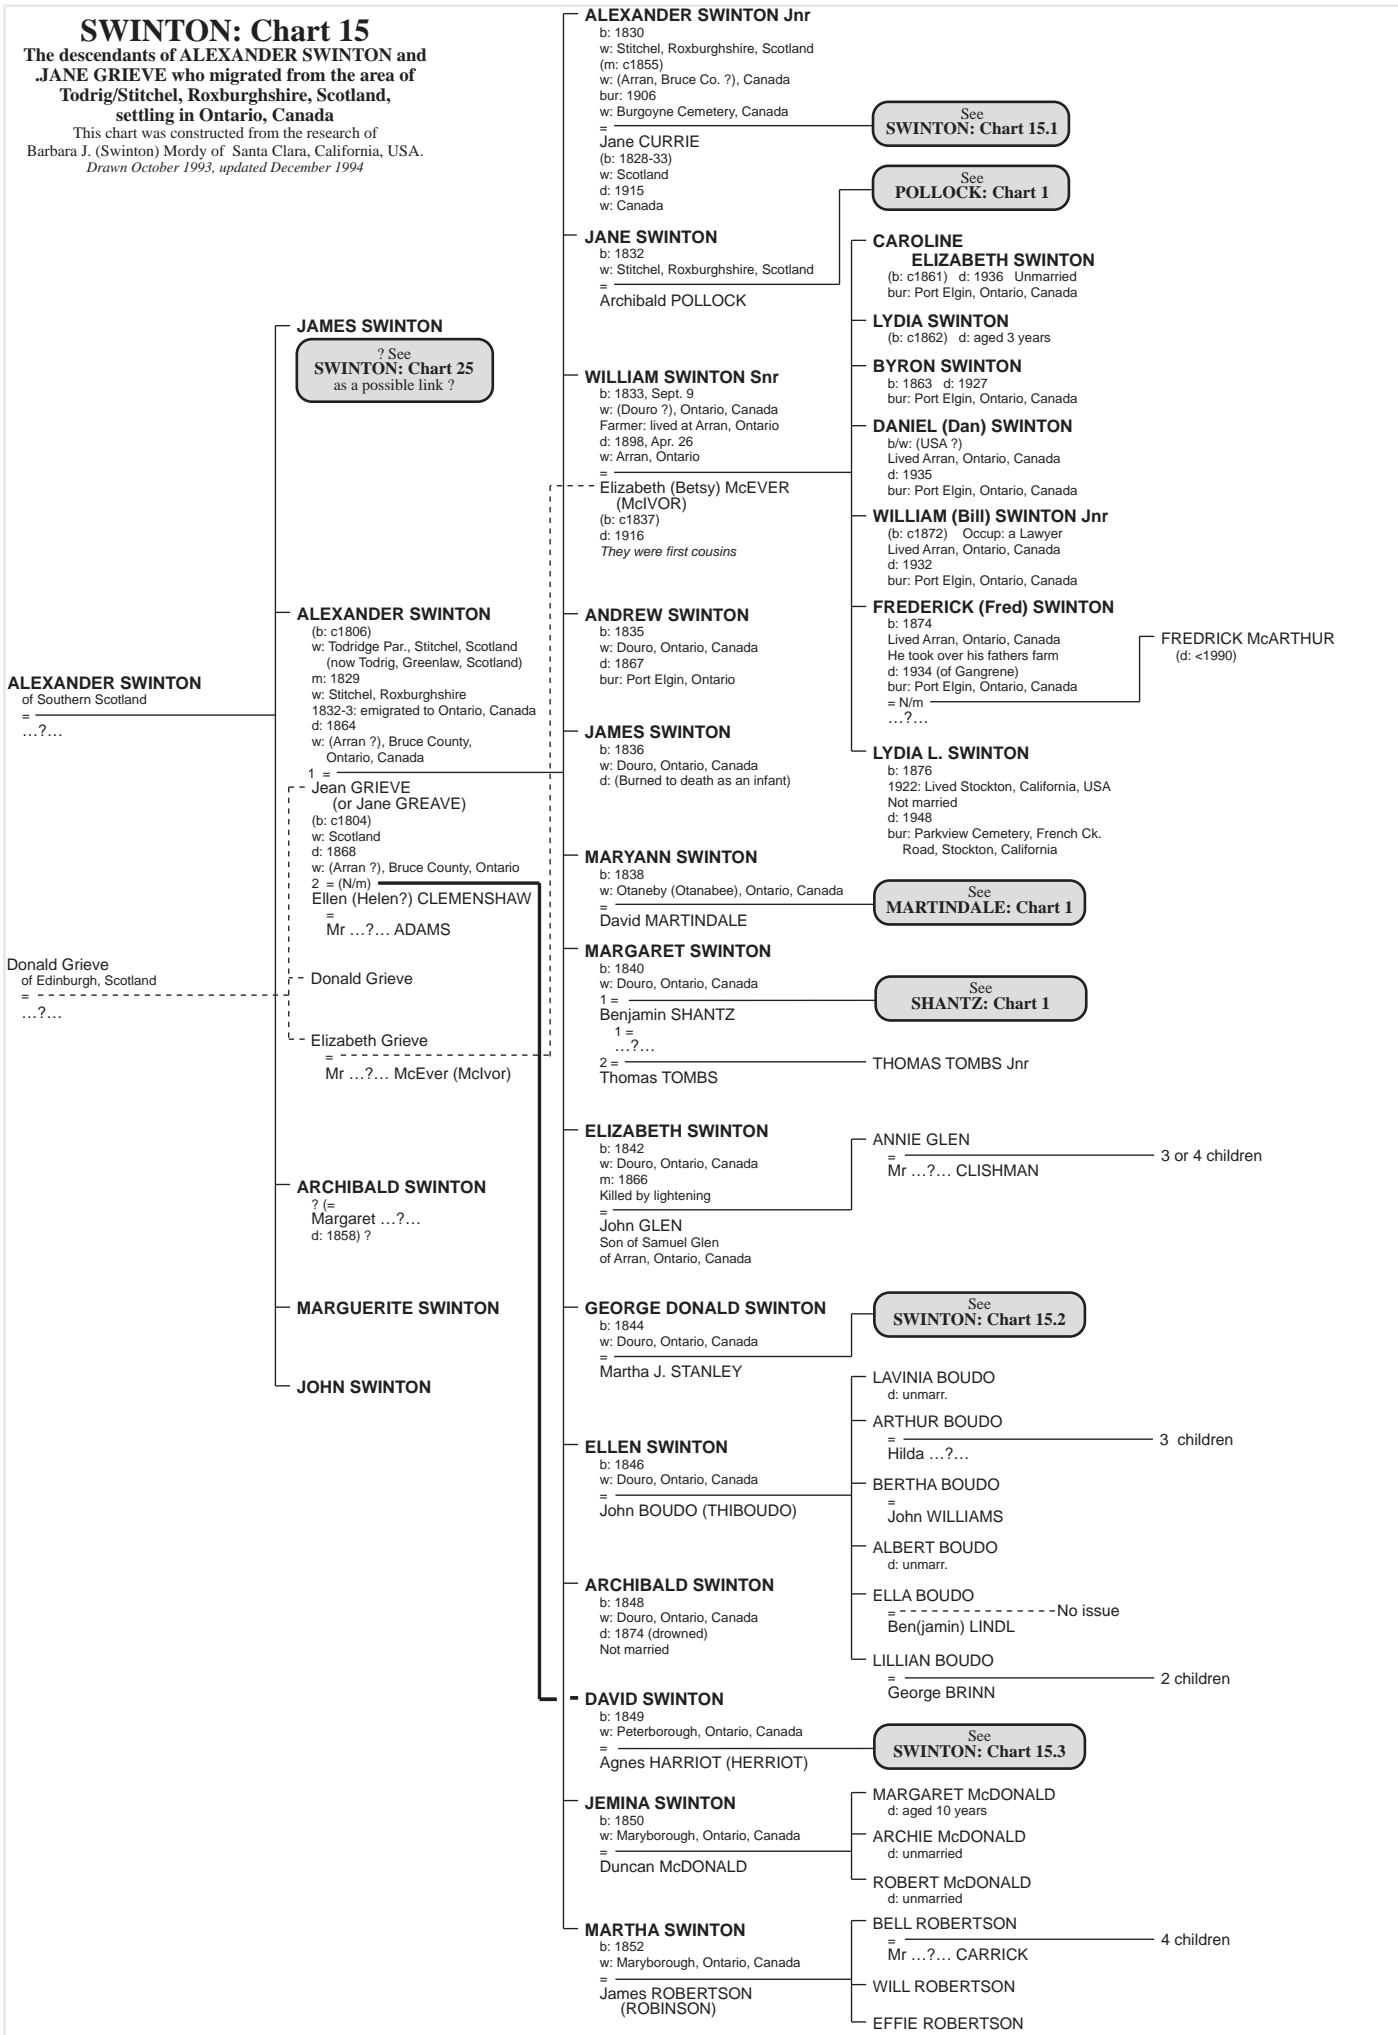 SWINTON: Chart 15
The descendants of ALEXANDER SWINTON and
.JANE GRIEVE who migrated from the area of
Todrig/Stitchel, Roxburghshire, Scotland,
settling in Ontario, Canada
This chart was constructed from the research of
Barbara J. (Swinton) Mordy of Santa Clara, California, USA.
Drawn October 1993, updated December 1994
ALEXANDER SWINTON
of Southern Scotland
=
…?…
Donald Grieve
of Edinburgh, Scotland
=
…?…
JAMES SWINTON
? See
SWINTON: Chart 25
as a possible link ?
ALEXANDER SWINTON
(b: c1806)
w: Todridge Par., Stitchel, Scotland
(now Todrig, Greenlaw, Scotland)
m: 1829
w: Stitchel, Roxburghshire
1832-3: emigrated to Ontario, Canada
d: 1864
w: (Arran ?), Bruce County,
Ontario, Canada
1 =
Jean GRIEVE
(or Jane GREAVE)
(b: c1804)
w: Scotland
d: 1868
w: (Arran ?), Bruce County, Ontario
2 = (N/m)
Ellen (Helen?) CLEMENSHAW
=
Mr …?… ADAMS
Donald Grieve
Elizabeth Grieve
=
Mr …?… McEver (McIvor)
ARCHIBALD SWINTON
? (=
Margaret …?…
d: 1858) ?
MARGUERITE SWINTON
JOHN SWINTON
ALEXANDER SWINTON Jnr
b: 1830
w: Stitchel, Roxburghshire, Scotland
(m: c1855)
w: (Arran, Bruce Co. ?), Canada
bur: 1906
w: Burgoyne Cemetery, Canada
=
Jane CURRIE
(b: 1828-33)
w: Scotland
d: 1915
w: Canada
See
SWINTON: Chart 15.1
JANE SWINTON
b: 1832
w: Stitchel, Roxburghshire, Scotland
=
Archibald POLLOCK
See
POLLOCK: Chart 1
WILLIAM SWINTON Snr
b: 1833, Sept. 9
w: (Douro ?), Ontario, Canada
Farmer: lived at Arran, Ontario
d: 1898, Apr. 26
w: Arran, Ontario
=
Elizabeth (Betsy) McEVER
(McIVOR)
(b: c1837)
d: 1916
They were first cousins
CAROLINE
ELIZABETH SWINTON
(b: c1861) d: 1936 Unmarried
bur: Port Elgin, Ontario, Canada
LYDIA SWINTON
(b: c1862) d: aged 3 years
BYRON SWINTON
b: 1863 d: 1927
bur: Port Elgin, Ontario, Canada
DANIEL (Dan) SWINTON
b/w: (USA ?)
Lived Arran, Ontario, Canada
d: 1935
bur: Port Elgin, Ontario, Canada
WILLIAM (Bill) SWINTON Jnr
(b: c1872) Occup: a Lawyer
Lived Arran, Ontario, Canada
d: 1932
bur: Port Elgin, Ontario, Canada
FREDERICK (Fred) SWINTON
b: 1874
Lived Arran, Ontario, Canada
He took over his fathers farm
d: 1934 (of Gangrene)
bur: Port Elgin, Ontario, Canada
= N/m
…?…
FREDRICK McARTHUR
(d: <1990)
LYDIA L. SWINTON
b: 1876
1922: Lived Stockton, California, USA
Not married
d: 1948
bur: Parkview Cemetery, French Ck.
Road, Stockton, California
ANDREW SWINTON
b: 1835
w: Douro, Ontario, Canada
d: 1867
bur: Port Elgin, Ontario
JAMES SWINTON
b: 1836
w: Douro, Ontario, Canada
d: (Burned to death as an infant)
MARYANN SWINTON
b: 1838
w: Otaneby (Otanabee), Ontario, Canada
=
David MARTINDALE
See
MARTINDALE: Chart 1
MARGARET SWINTON
b: 1840
w: Douro, Ontario, Canada
1 =
Benjamin SHANTZ
1 =
…?…
2 =
Thomas TOMBS
See
SHANTZ: Chart 1
THOMAS TOMBS Jnr
ELIZABETH SWINTON
b: 1842
w: Douro, Ontario, Canada
m: 1866
Killed by lightening
=
John GLEN
Son of Samuel Glen
of Arran, Ontario, Canada
ANNIE GLEN
=
Mr …?… CLISHMAN
3 or 4 children
GEORGE DONALD SWINTON
b: 1844
w: Douro, Ontario, Canada
=
Martha J. STANLEY
See
SWINTON: Chart 15.2
ELLEN SWINTON
b: 1846
w: Douro, Ontario, Canada
=
John BOUDO (THIBOUDO)
LAVINIA BOUDO
d: unmarr.
ARTHUR BOUDO
=
Hilda …?…
3 children
BERTHA BOUDO
=
John WILLIAMS
ALBERT BOUDO
d: unmarr.
ELLA BOUDO
=
No issue
Ben(jamin) LINDL
LILLIAN BOUDO
=
George BRINN
2 children
ARCHIBALD SWINTON
b: 1848
w: Douro, Ontario, Canada
d: 1874 (drowned)
Not married
DAVID SWINTON
b: 1849
w: Peterborough, Ontario, Canada
=
Agnes HARRIOT (HERRIOT)
See
SWINTON: Chart 15.3
JEMINA SWINTON
b: 1850
w: Maryborough, Ontario, Canada
=
Duncan McDONALD
MARGARET McDONALD
d: aged 10 years
ARCHIE McDONALD
d: unmarried
ROBERT McDONALD
d: unmarried
MARTHA SWINTON
b: 1852
w: Maryborough, Ontario, Canada
=
James ROBERTSON
(ROBINSON)
BELL ROBERTSON
=
Mr …?… CARRICK
4 children
WILL ROBERTSON
EFFIE ROBERTSON